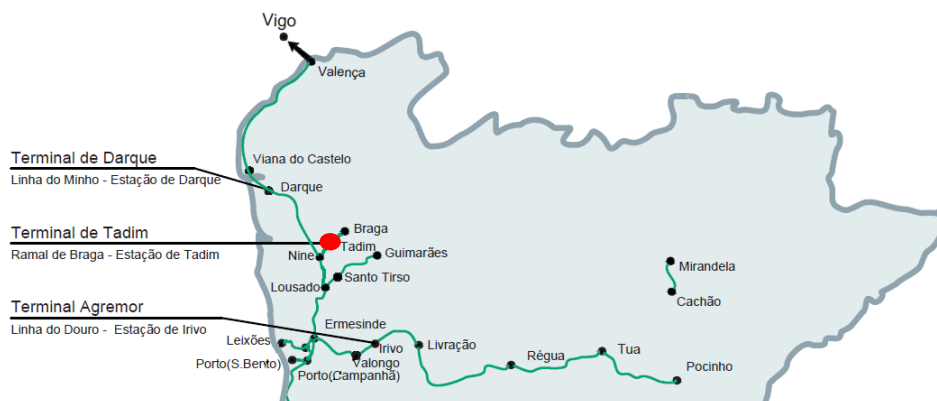 Vigo
Valença
Terminal de Darque
Viana do Castelo
Linha do Minho - Estação de Darque
Darque
Terminal de Tadim
Braga
Ramal de Braga - Estação de Tadim
Tadim
Nine
Guimarães
Santo Tirso
Mirandela
Lousado
Cachão
Terminal Agremor
Linha do Douro - Estação de Irivo
Ermesinde
Leixões
Irivo
Livração
Régua
Tua
Valongo
Porto(S.Bento)
Porto(Campanhã)
Pocinho